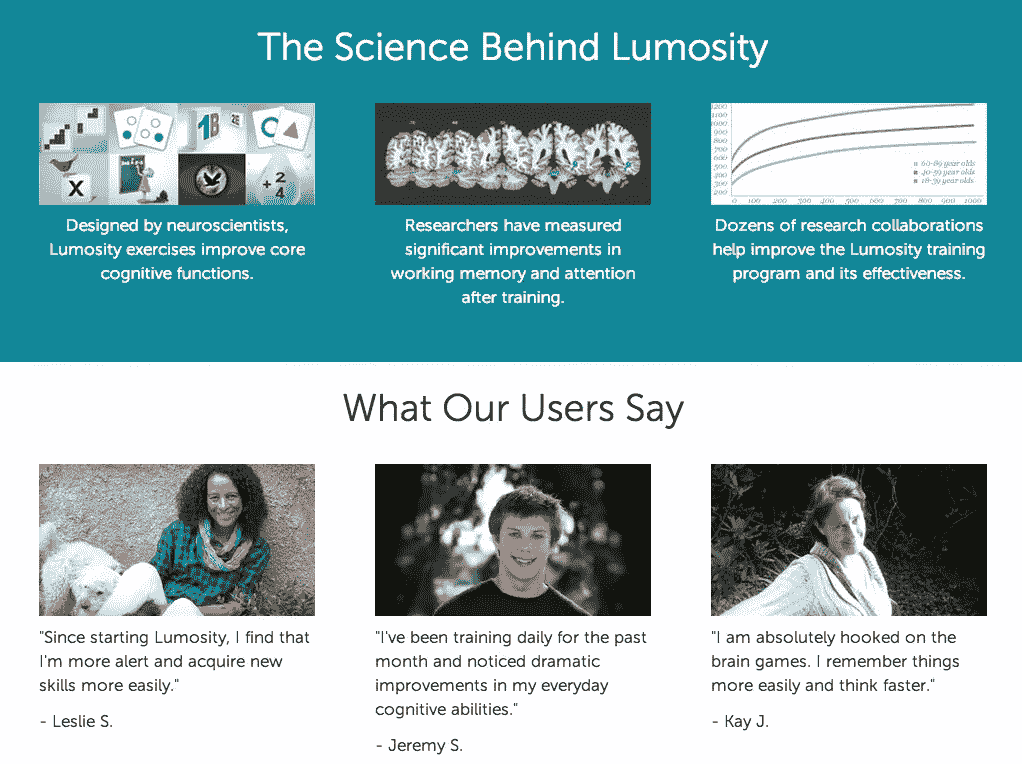 The Science Behind Lumosity
1B
26
X
+ 2
4
1200
1100
1000
900
800
700
600
500
400
300
200
60-69 year olds
40-59 year olds
18-39 year olds
0 100 200 300 400 500 600 700 800 900 1000
Designed by neuroscientists,
Lumosity exercises improve core
cognitive functions.
Researchers have measured
significant improvements in
working memory and attention
after training.
Dozens of research collaborations
help improve the Lumosity training
program and its effectiveness.
What Our Users Say
"Since starting Lumosity, I find that
I'm more alert and acquire new
skills more easily."
- Leslie S.
"I've been training daily for the past
month and noticed dramatic
improvements in my everyday
cognitive abilities."
- Jeremy S.
"I am absolutely hooked on the
brain games. I remember things
more easily and think faster."
- Kay J.